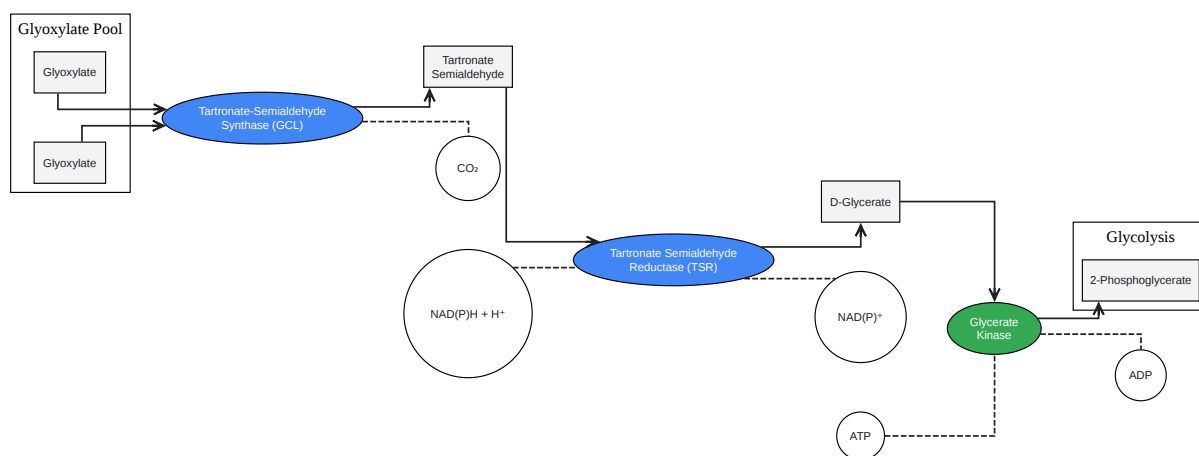 Glyoxylate Pool
Glyoxylate
Glyoxylate
Tartronate-Semialdehyde
Synthase (GCL)
Tartronate
Semialdehyde
CO₂
NAD(P)H + H⁺
Tartronate Semialdehyde
Reductase (TSR)
D-Glycerate
NAD(P)⁺
Glycolysis
2-Phosphoglycerate
Glycerate
Kinase
ADP
ATP